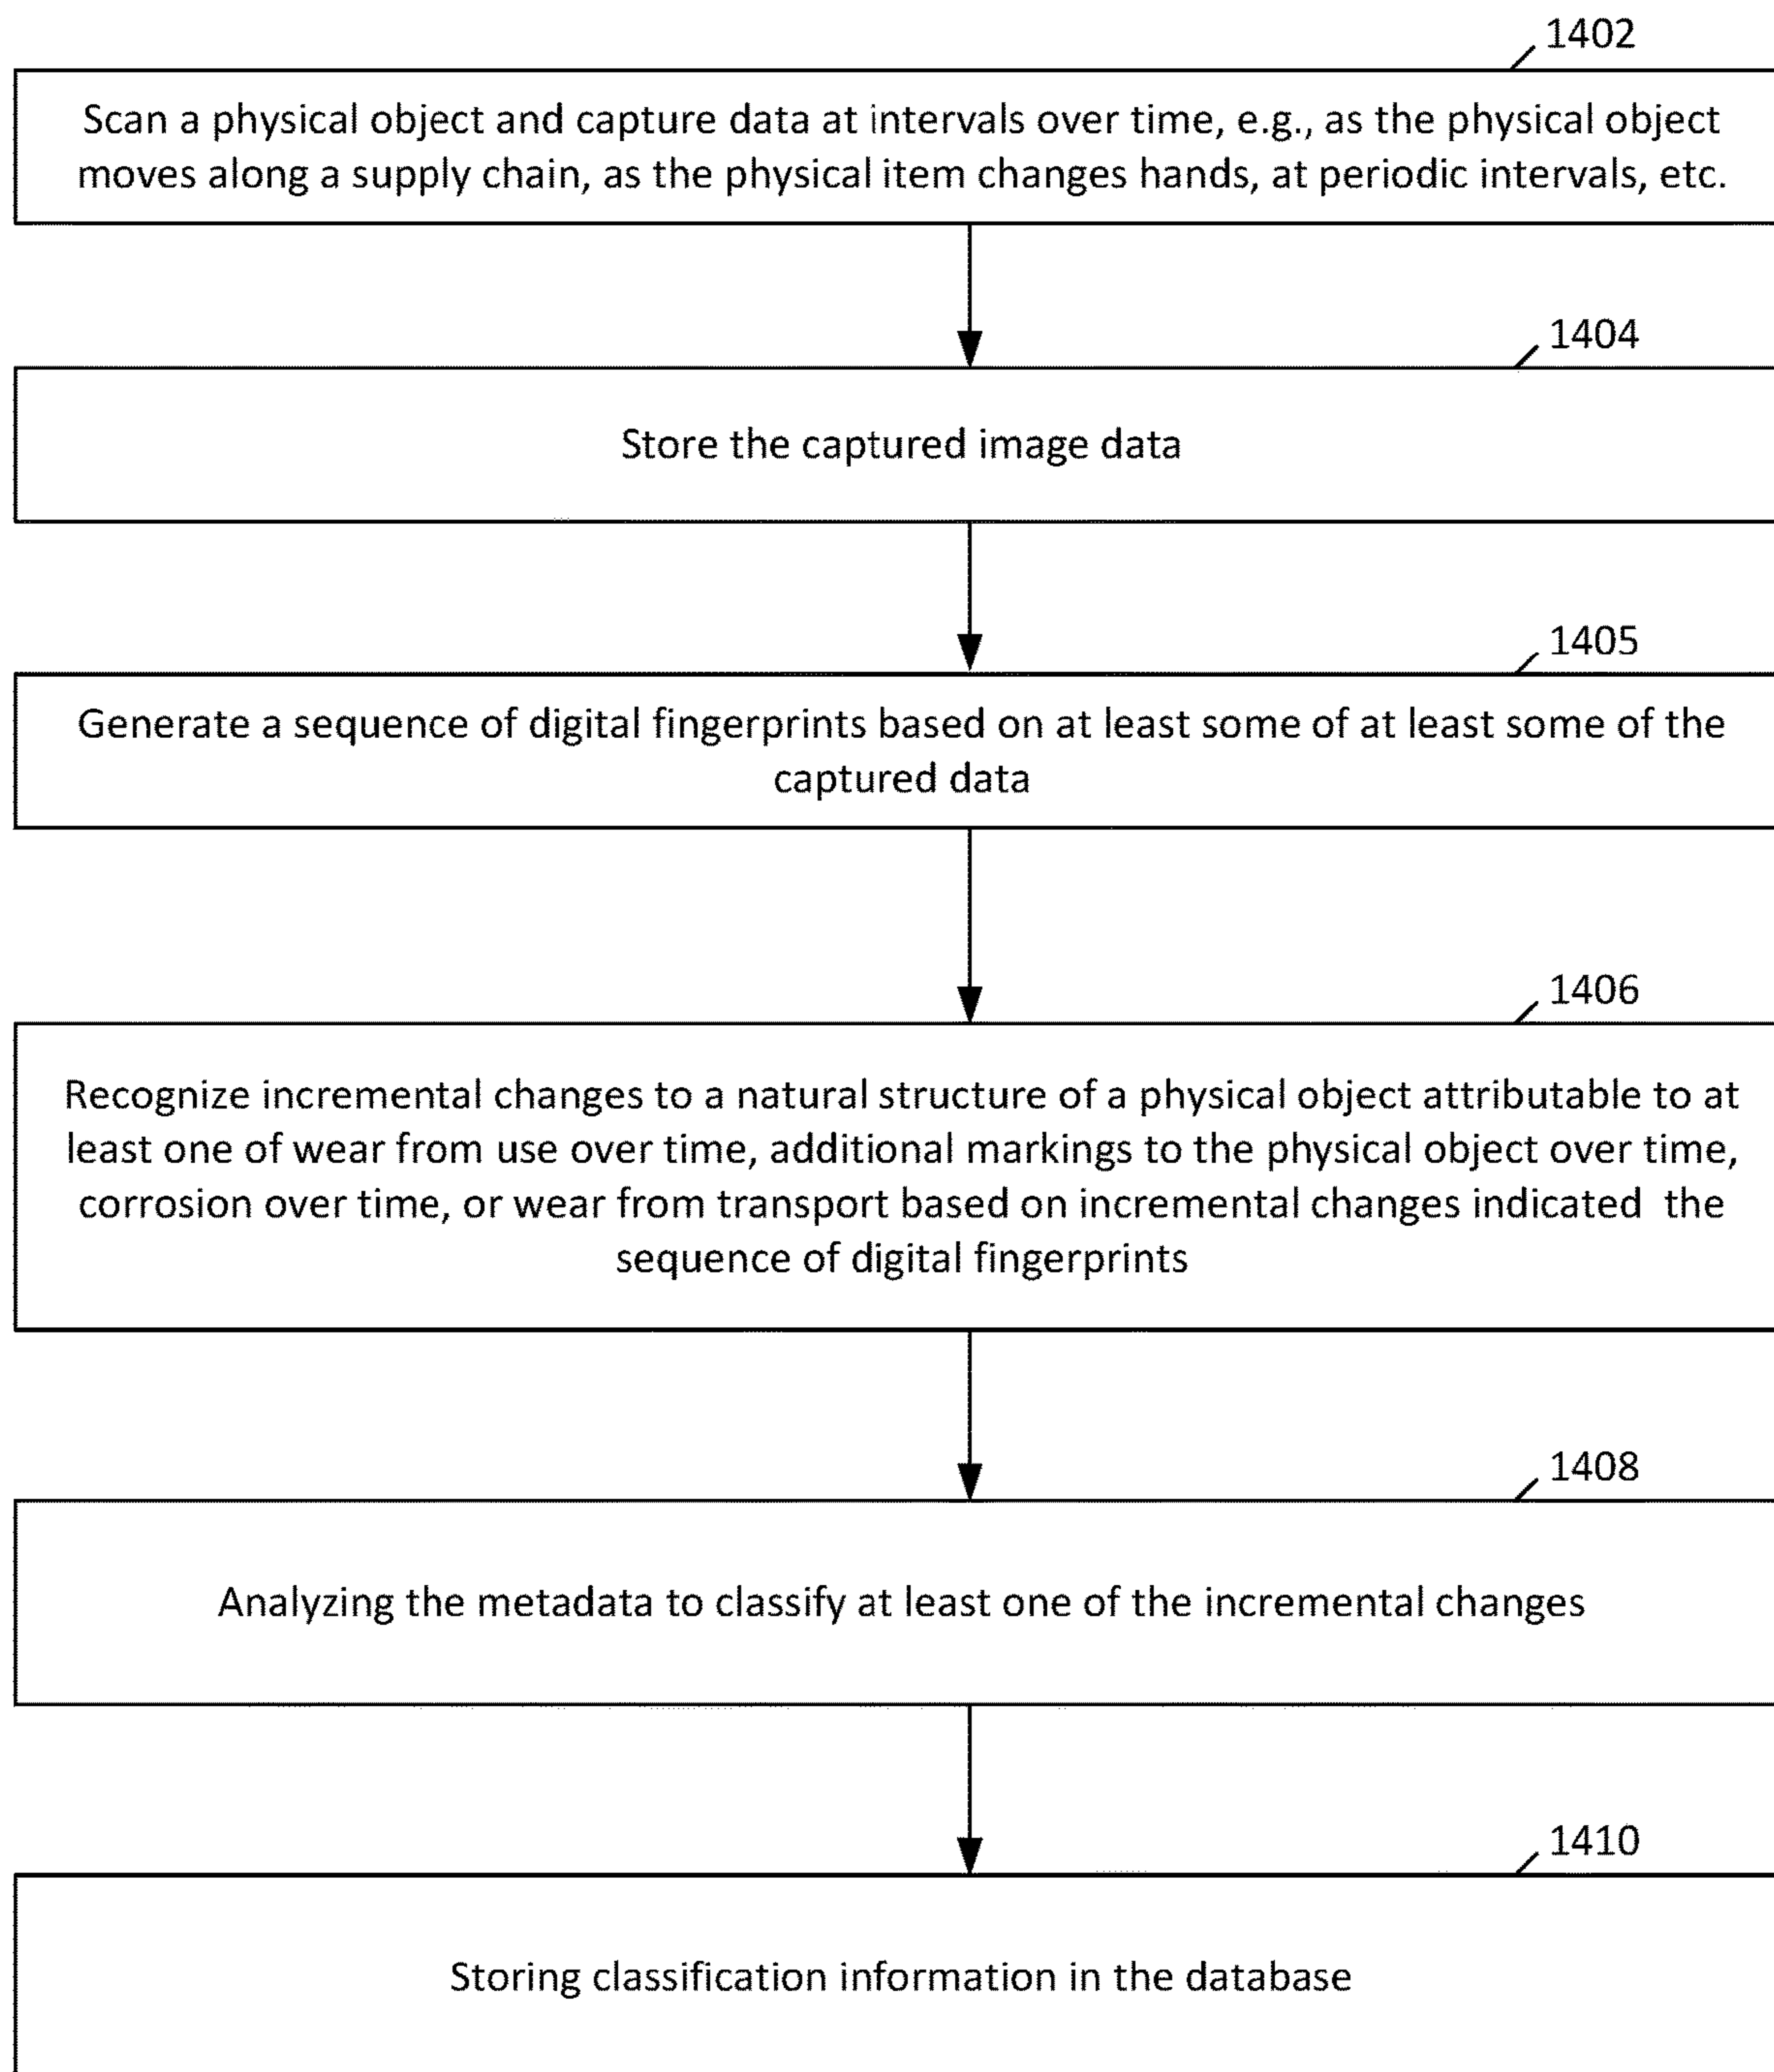 1402
Scan a physical object and capture data at intervals over time, e.g., as the physical object
moves along a supply chain, as the physical item changes hands, at periodic intervals, etc.
1404
Store the captured image data
1405
Generate a sequence of digital fingerprints based on at least some of at least some of the
captured data
1406
Recognize incremental changes to a natural structure of a physical object attributable to at
least one of wear from use over time, additional markings to the physical object over time,
corrosion over time, or wear from transport based on incremental changes indicated  the
sequence of digital fingerprints
1408
Analyzing the metadata to classify at least one of the incremental changes
1410
Storing classification information in the database